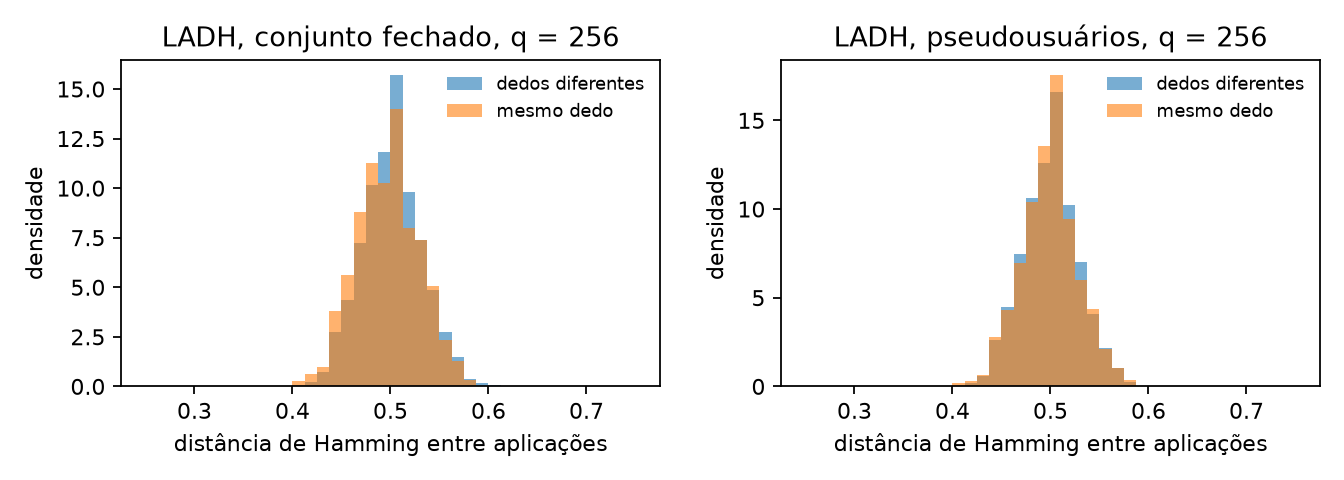 LADH, conjunto fechado, q = 256
dedos diferentes
mesmo dedo
densidade
15.0
12.5
10.0
7.5
5.0
2.5
0.0
0.3 0.4 0.5 0.6 0.7
distância de Hamming entre aplicações
LADH, pseudousuários, q = 256
dedos diferentes
mesmo dedo
densidade
15
10
5
0
0.3 0.4 0.5 0.6 0.7
distância de Hamming entre aplicações